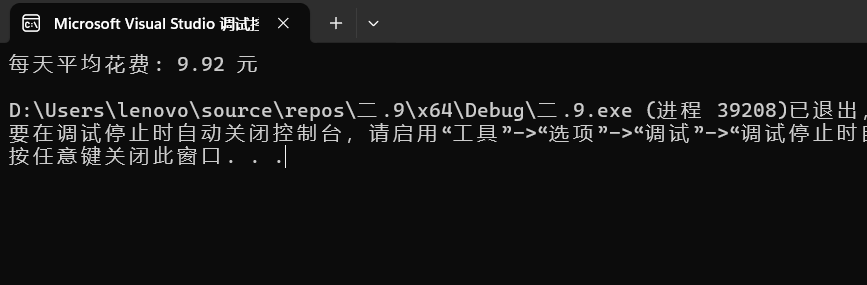 Microsoft Visual Studio 调试控
每天平均花费: 9.92 元
D:\Users\lenovo\source\repos\二.9\x64\Debug\二.9.exe (进程 39208)已退出,
要在调试停止时自动关闭控制台,请启用“工具”->“选项”->“调试”->“调试停止时自
按任意键关闭此窗口. . .